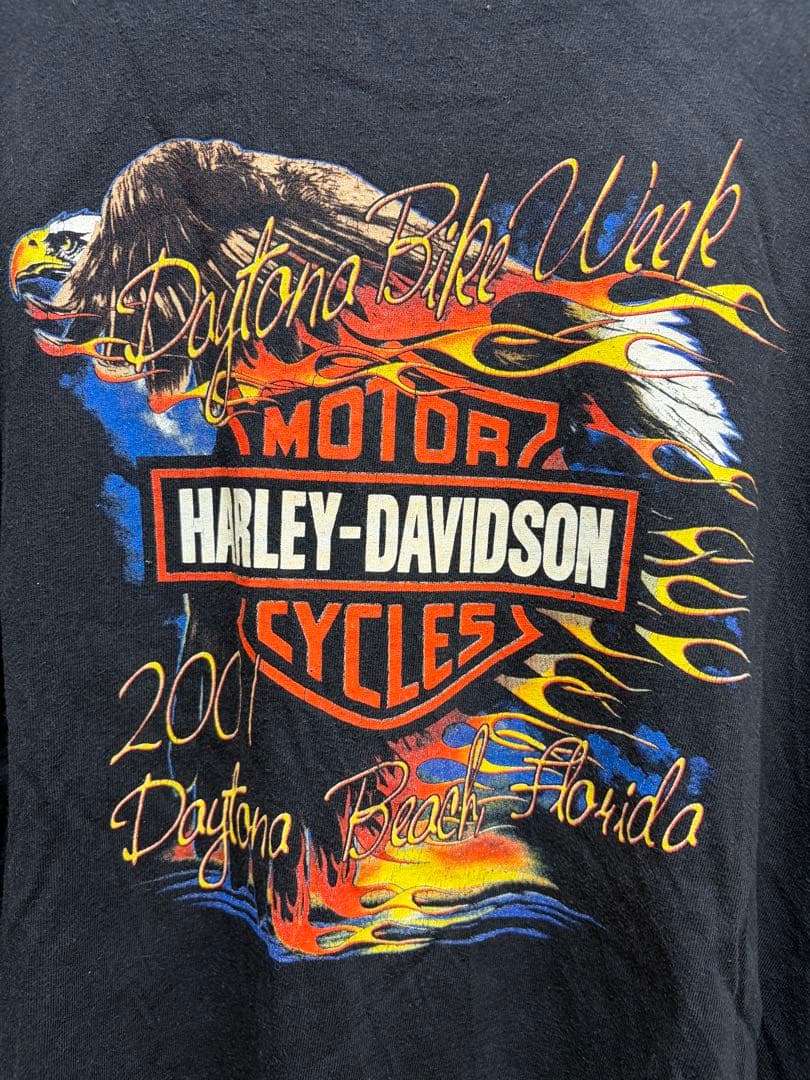 Daytona Bike Week
MOTOR
HARLEY-DAVIDSON
CYCLES
2001
Daytona Beach Florida